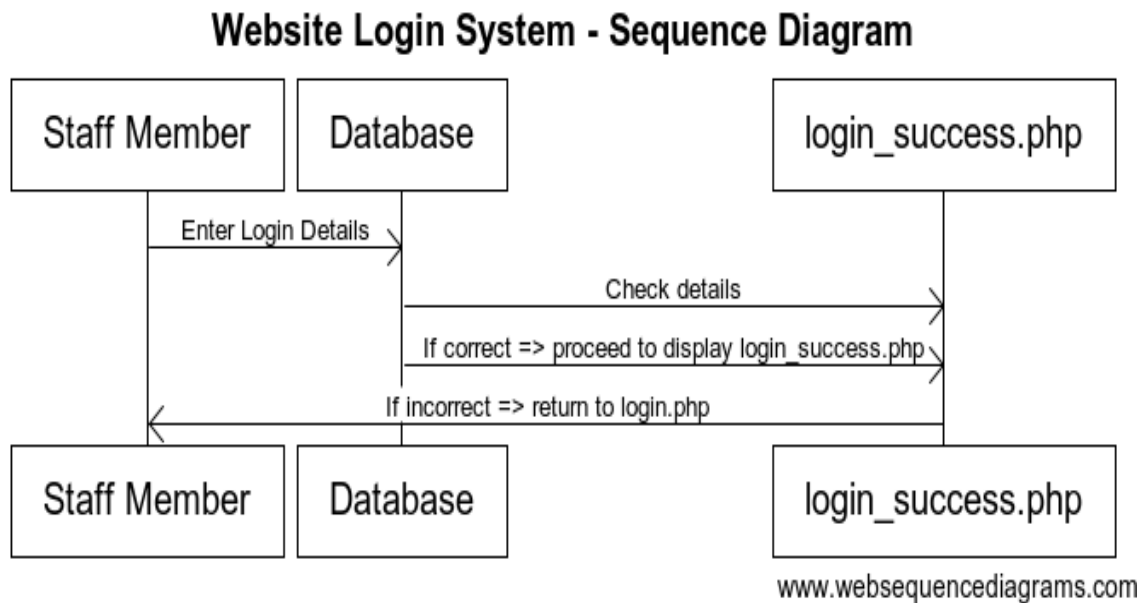 Website Login System - Sequence Diagram
Staff Member
Database
login_success.php
Enter Login Details
Check details
If correct => proceed to display login_success.php
If incorrect => return to login.php
Staff Member
Database
login_success.php
www.websequencediagrams.com